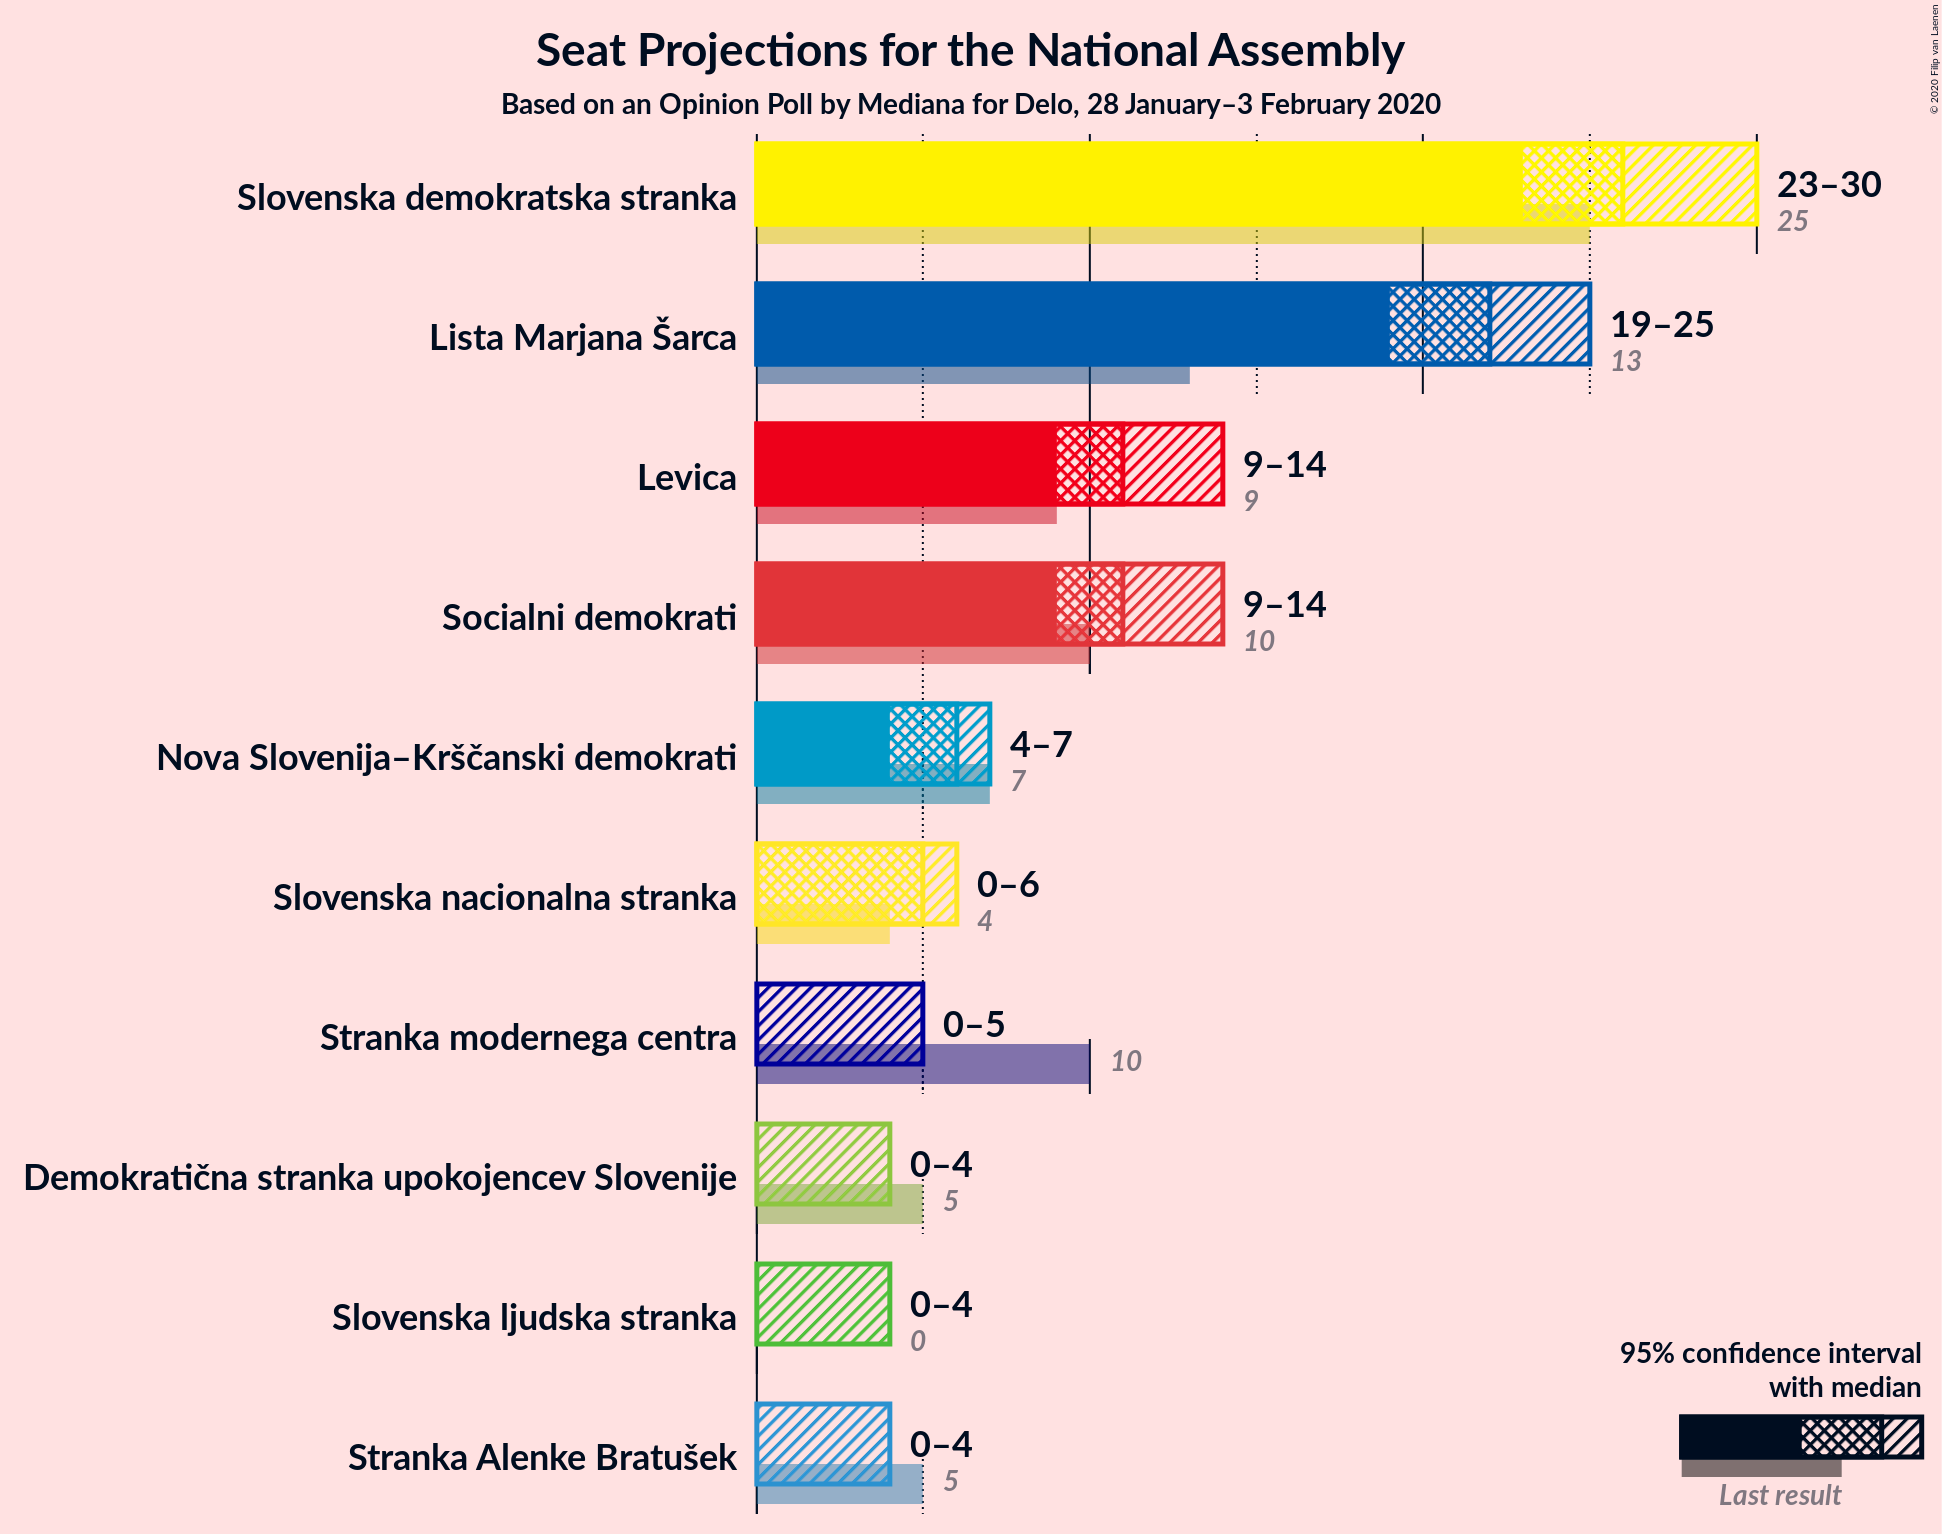 Seat Projections for the National Assembly
Based on an Opinion Poll by Mediana for Delo, 28 January–3 February 2020
© 2020 Filip van Laenen
Slovenska demokratska stranka
23–30
25
Lista Marjana Šarca
19–25
13
Levica
9–14
9
Socialni demokrati
9–14
10
Nova Slovenija–Krščanski demokrati
4–7
7
Slovenska nacionalna stranka
0–6
4
Stranka modernega centra
0–5
10
Demokratična stranka upokojencev Slovenije
0–4
5
Slovenska ljudska stranka
0–4
0
Stranka Alenke Bratušek
0–4
5
95% confidence interval
with median
Last result